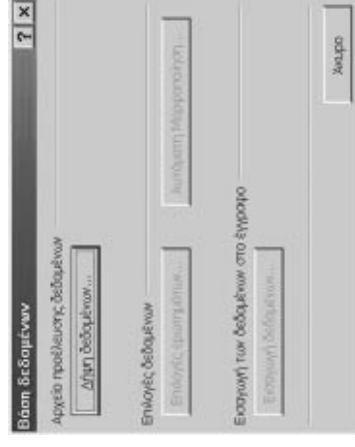 Βάση δεδομένων
Αρχείο προέλευσης δεδομένων
Λήψη δεδομένων...
Επιλογές δεδομένων
Επιλογές ερωτημάτων...
Αυτόματη Μορφοποίηση...
Εισαγωγή των δεδομένων στο έγγραφο
Εισαγωγή δεδομένων...
Άκυρο